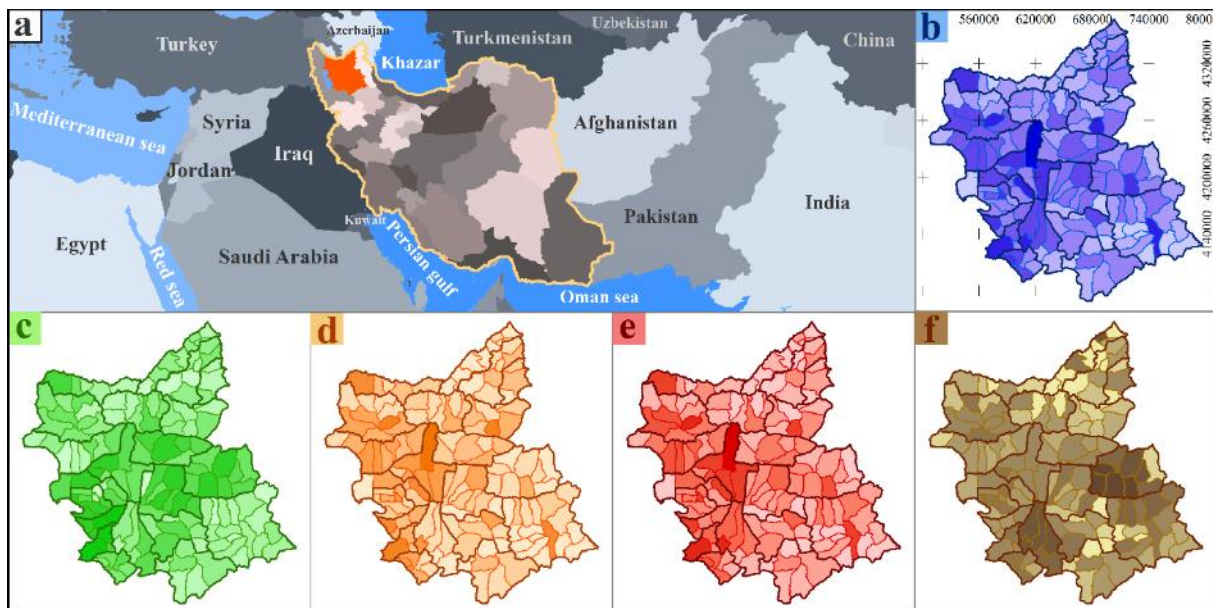 a
Turkey
Azerbaijan
Khazar
Turkmenistan
Uzbekistan
China
Mediterranean sea
Syria
Jordan
Iraq
Afghanistan
Kuwait
Pakistan
India
Egypt
Red sea
Saudi Arabia
Persian gulf
Oman sea
b
560000 620000 680000 740000 8000
4320000
4260000
4200000
4140000
c
d
e
f